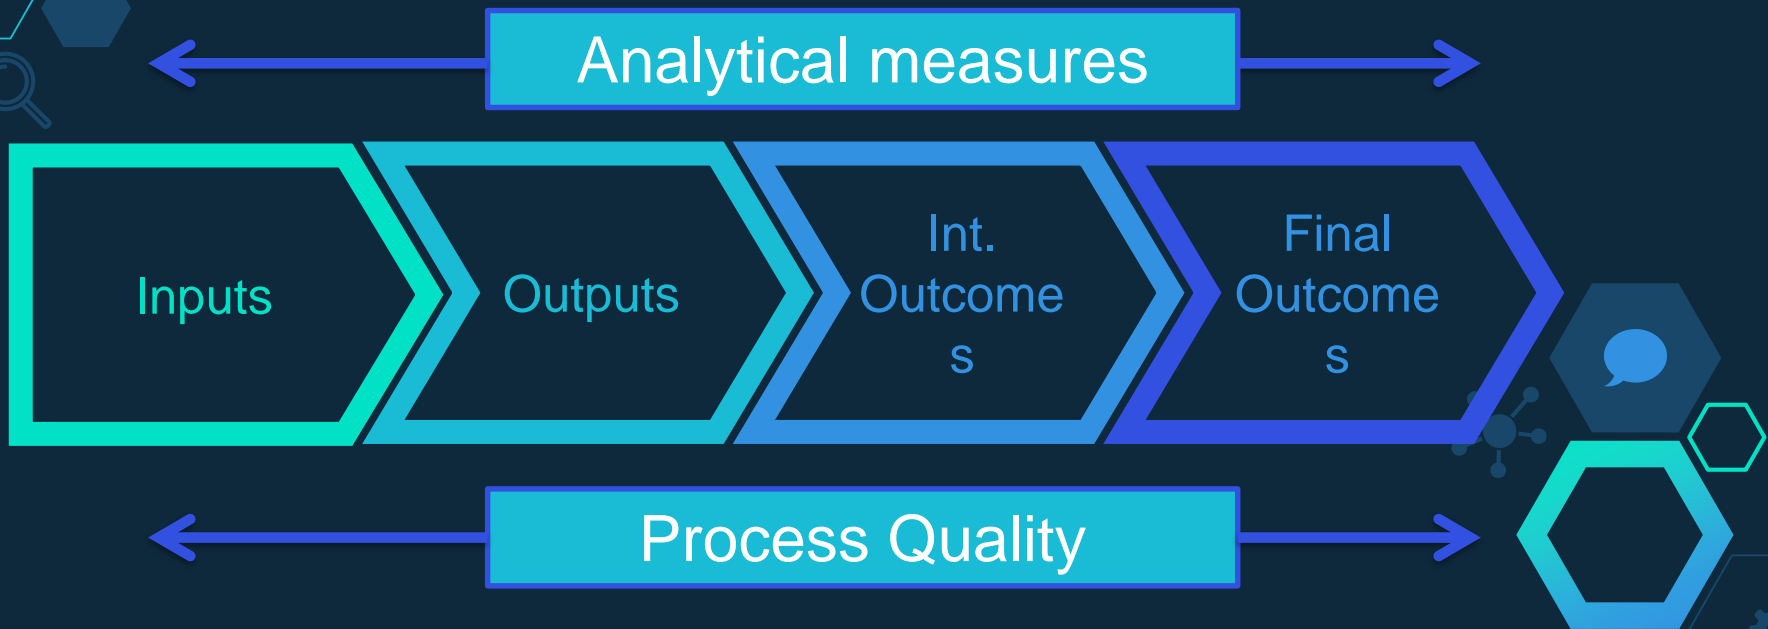 Analytical measures
Inputs
Outputs
Int.
Outcome
s
Final
Outcome
s
Process Quality